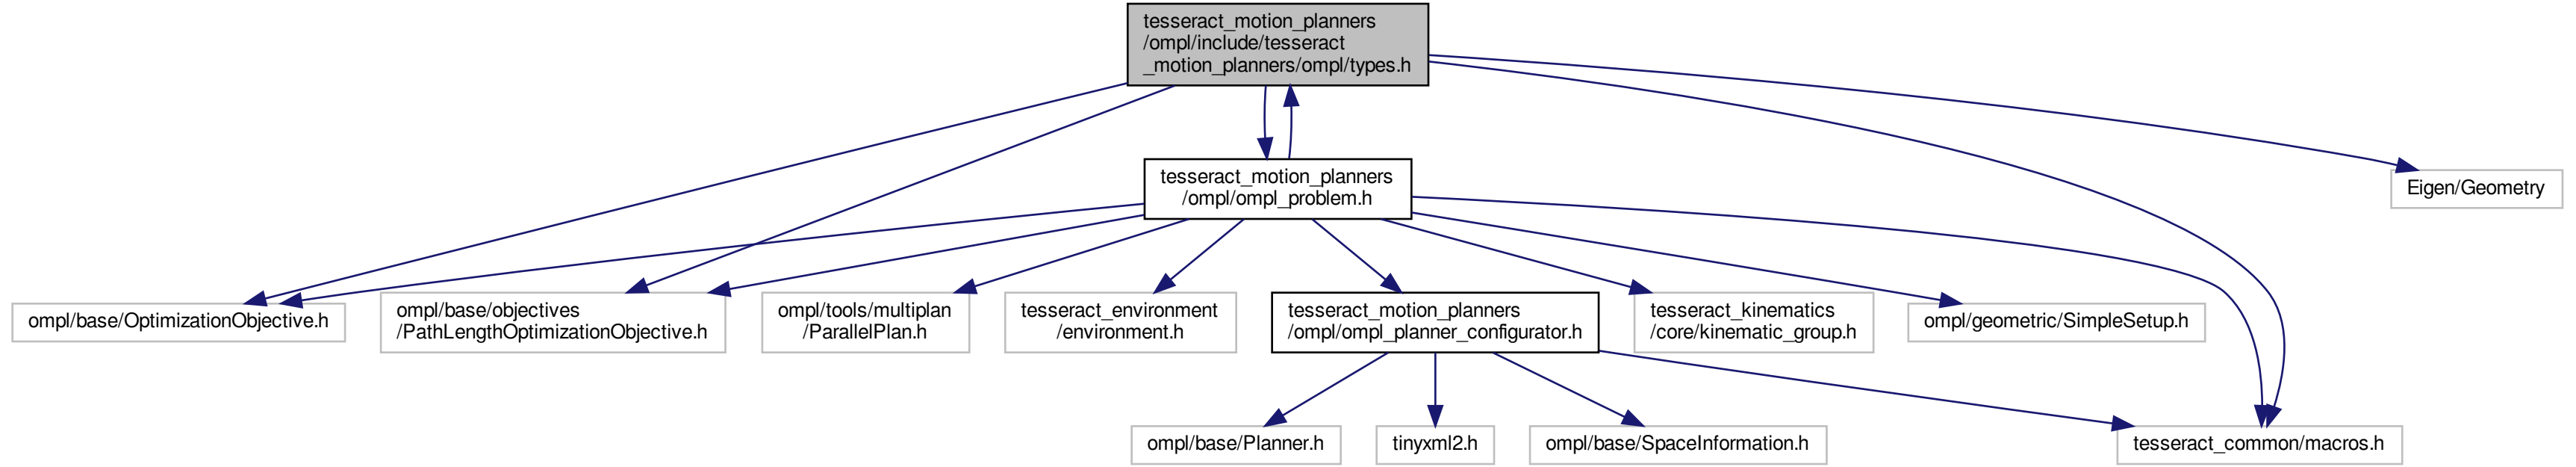 tesseract_motion_planners
/ompl/include/tesseract
_motion_planners/ompl/types.h
tesseract_motion_planners
/ompl/ompl_problem.h
Eigen/Geometry
ompl/base/OptimizationObjective.h
ompl/base/objectives
/PathLengthOptimizationObjective.h
ompl/tools/multiplan
/ParallelPlan.h
tesseract_environment
/environment.h
tesseract_motion_planners
/ompl/ompl_planner_configurator.h
tesseract_kinematics
/core/kinematic_group.h
ompl/geometric/SimpleSetup.h
ompl/base/Planner.h
tinyxml2.h
ompl/base/SpaceInformation.h
tesseract_common/macros.h